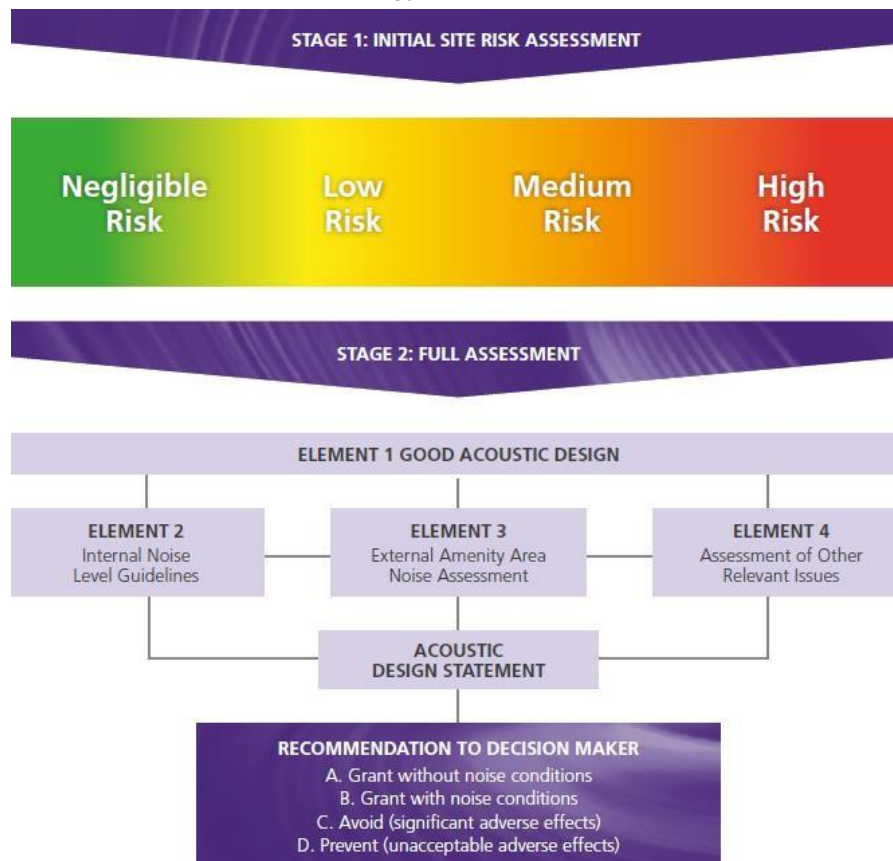 STAGE 1: INITIAL SITE RISK ASSESSMENT
Negligible Risk
Low Risk
Medium Risk
High Risk
STAGE 2: FULL ASSESSMENT
ELEMENT 1 GOOD ACOUSTIC DESIGN
ELEMENT 2
Internal Noise
Level Guidelines
ELEMENT 3
External Amenity Area
Noise Assessment
ELEMENT 4
Assessment of Other
Relevant Issues
ACOUSTIC
DESIGN STATEMENT
RECOMMENDATION TO DECISION MAKER
A. Grant without noise conditions
B. Grant with noise conditions
C. Avoid (significant adverse effects)
D. Prevent (unacceptable adverse effects)